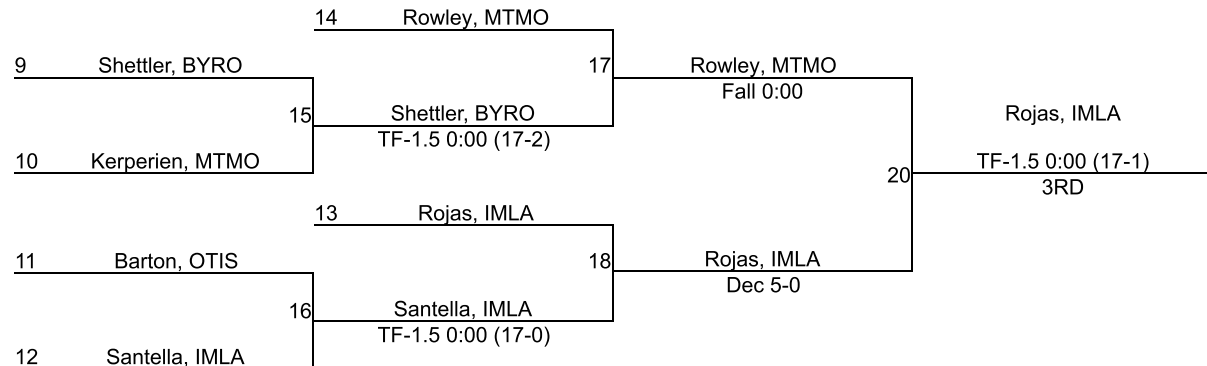 14 Rowley, MTMO
9 Shettler, BYRO
17
Rowley, MTMO
Fall 0:00
15
Shettler, BYRO
TF-1.5 0:00 (17-2)
Rojas, IMLA
10 Kerperien, MTMO
20
TF-1.5 0:00 (17-1)
3RD
13 Rojas, IMLA
11 Barton, OTIS
18
Rojas, IMLA
Dec 5-0
16
Santella, IMLA
TF-1.5 0:00 (17-0)
12 Santella, IMLA